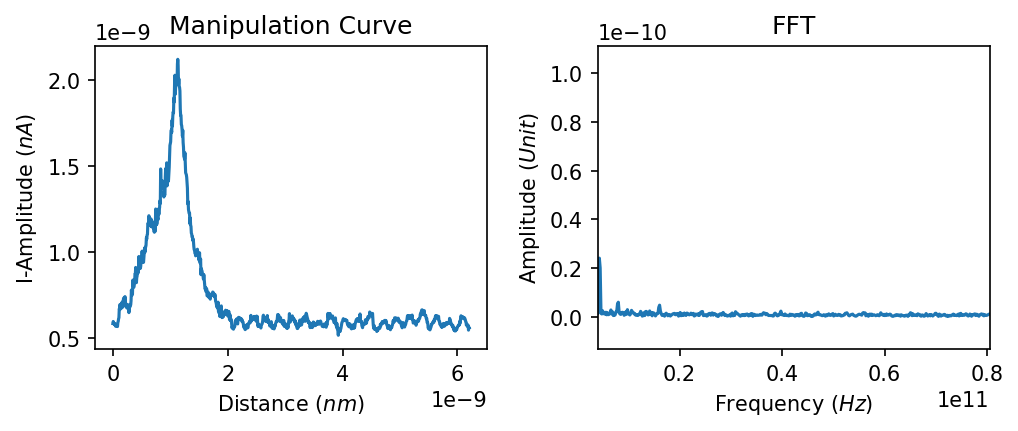 Manipulation Curve
1e−9
2.0
1.5
1.0
0.5
I-Amplitude (nA)
0 2 4 6
1e−9
Distance (nm)
FFT
1e−10
1.0
0.8
0.6
0.4
0.2
0.0
Amplitude (Unit)
0.2 0.4 0.6 0.8
1e11
Frequency (Hz)